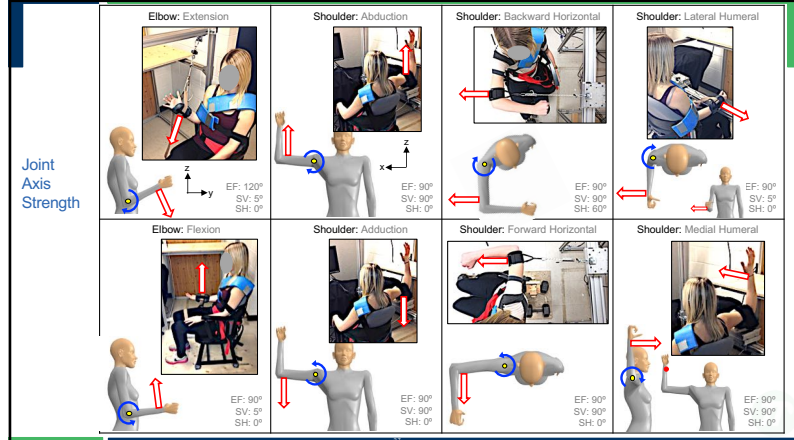 Joint
Axis
Strength
Elbow: Extension
z
y
EF: 120º
SV: 5º
SH: 0º
Shoulder: Abduction
z
x
EF: 90º
SV: 90º
SH: 0º
Shoulder: Backward Horizontal
EF: 90º
SV: 90º
SH: 60º
Shoulder: Lateral Humeral
EF: 90º
SV: 5º
SH: 0º
Elbow: Flexion
EF: 90º
SV: 5º
SH: 0º
Shoulder: Adduction
EF: 90º
SV: 90º
SH: 0º
Shoulder: Forward Horizontal
EF: 90º
SV: 90º
SH: 0º
Shoulder: Medial Humeral
EF: 90º
SV: 90º
SH: 0º